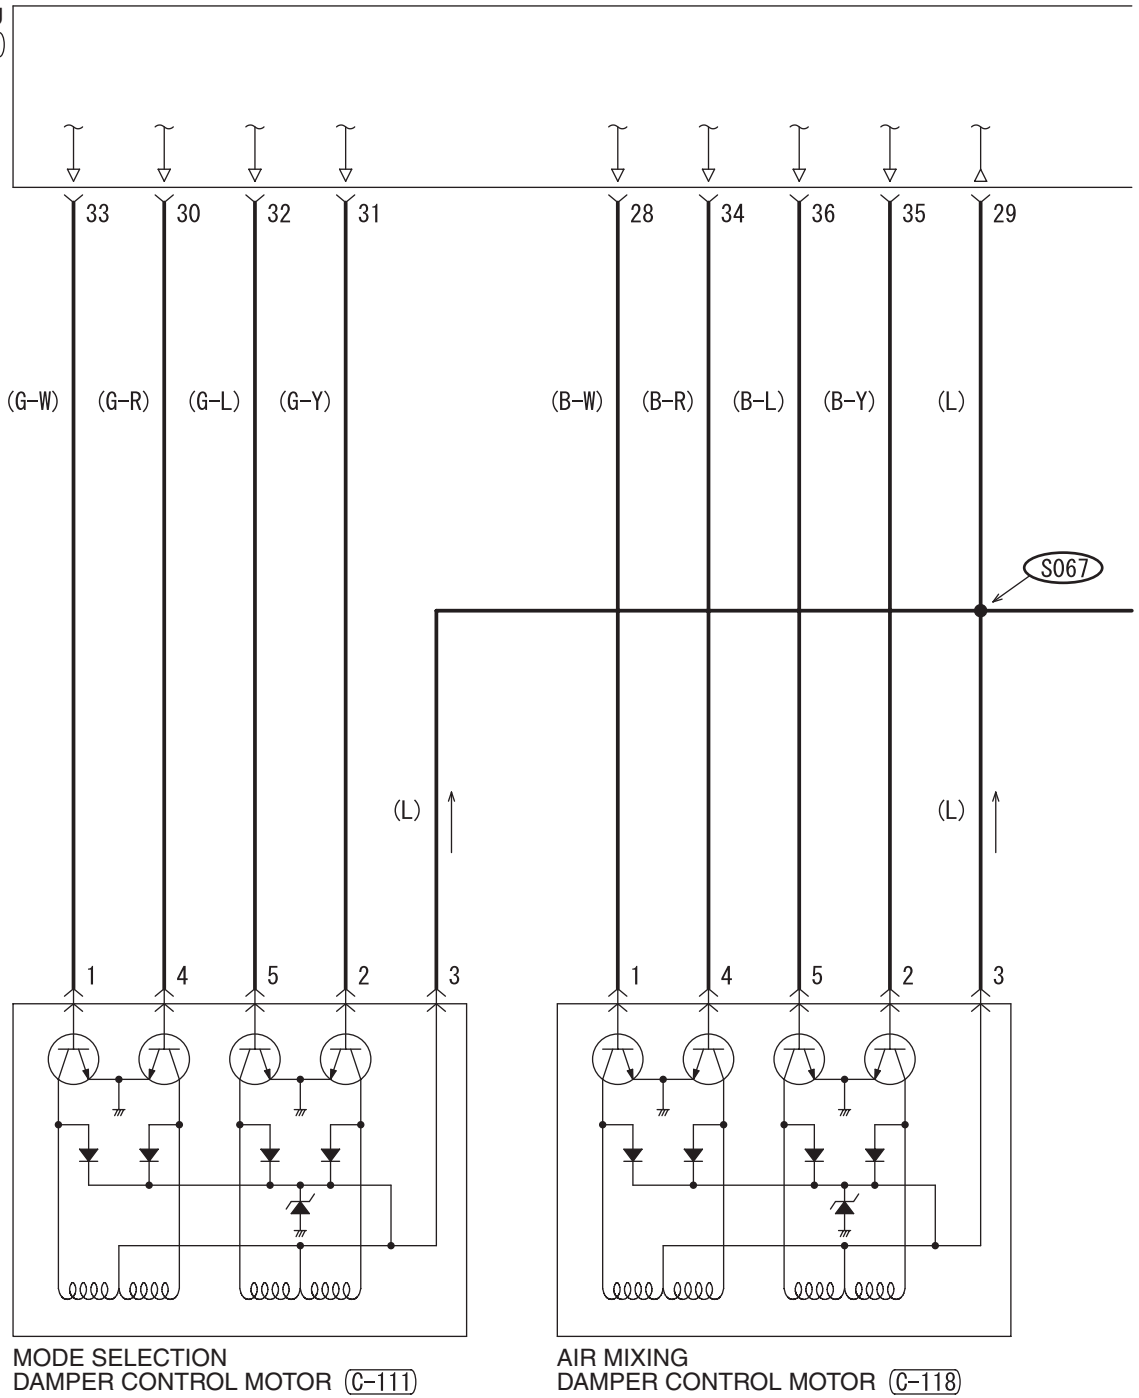 33 30 32 31 28 34 36 35 29
(G-W) (G-R) (G-L) (G-Y) (B-W) (B-R) (B-L) (B-Y) (L)
S067
(L) (L)
1 4 5 2 3 1 4 5 2 3
MODE SELECTION
DAMPER CONTROL MOTOR C-111
AIR MIXING
DAMPER CONTROL MOTOR C-118